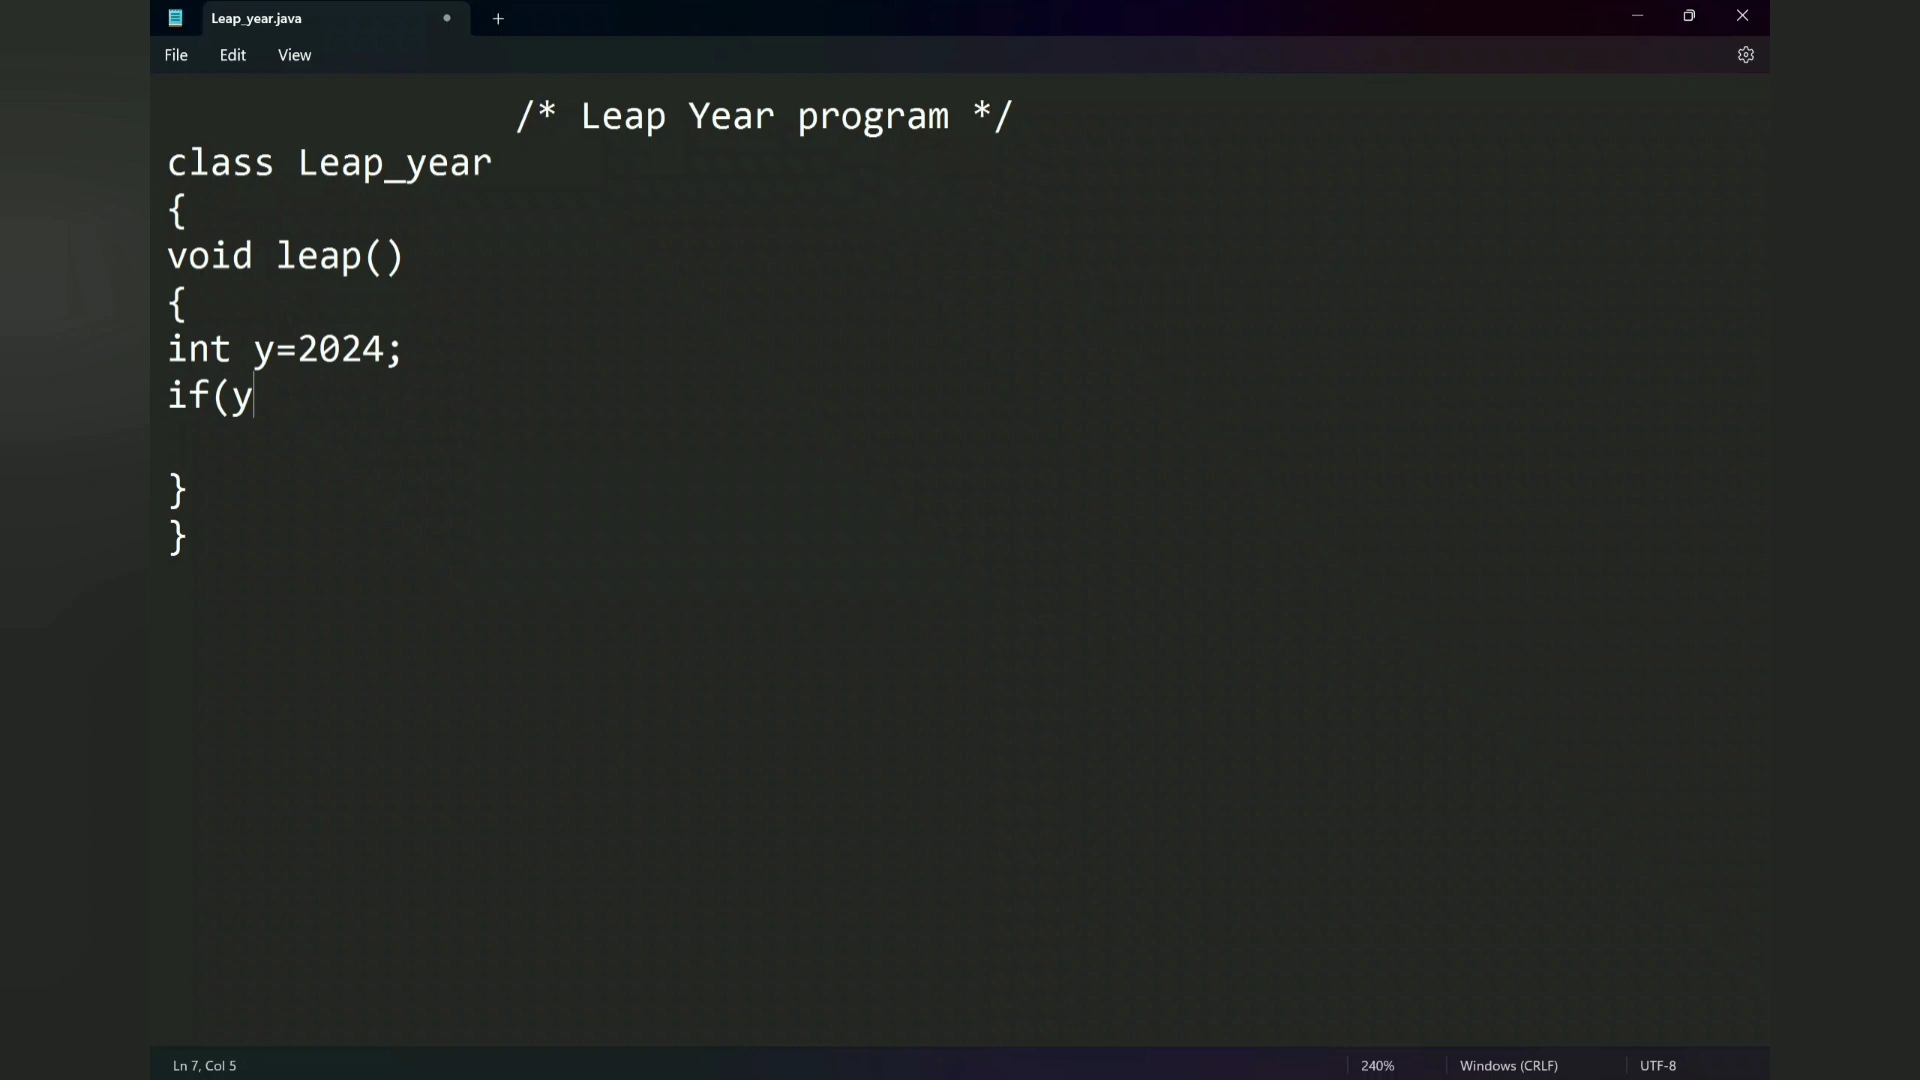 Leap_year.java
File Edit View
/* Leap Year program */
class Leap_year
{
void leap()
{
int y=2024;
if(y
}
}
Ln 7, Col 5 240% Windows (CRLF) UTF-8